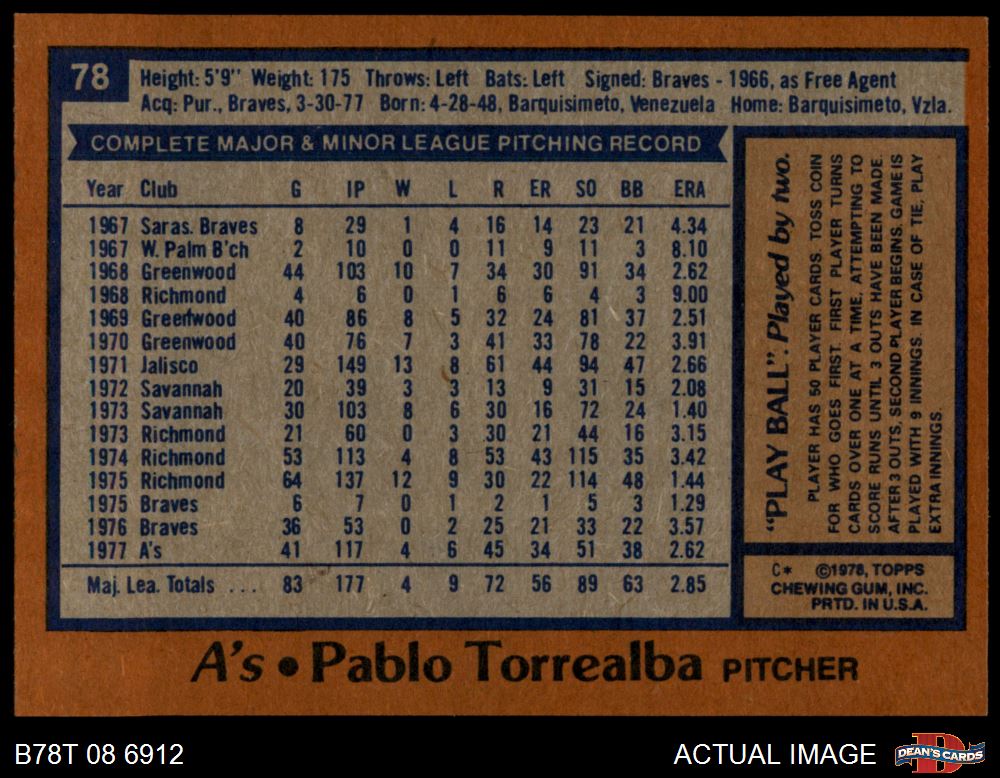 78
Height: 5'9" Weight: 175 Throws: Left Bats: Left Signed: Braves - 1966, as Free Agent
Acq: Pur., Braves, 3-30-77 Born: 4-28-48, Barquisimeto, Venezuela Home: Barquisimeto, Vzla.
COMPLETE MAJOR & MINOR LEAGUE PITCHING RECORD
Year Club G IP W L R ER SO BB ERA
1967 Saras. Braves 8 29 1 4 16 14 23 21 4.34
1967 W. Palm B'ch 2 10 0 0 11 9 11 3 8.10
1968 Greenwood 44 103 10 7 34 30 91 34 2.62
1968 Richmond 4 6 0 1 6 6 4 3 9.00
1969 Greenwood 40 86 8 5 32 24 81 37 2.51
1970 Greenwood 40 76 7 3 41 33 78 22 3.91
1971 Jalisco 29 149 13 8 61 44 94 47 2.66
1972 Savannah 20 39 3 3 13 9 31 15 2.08
1973 Savannah 30 103 8 6 30 16 72 24 1.40
1973 Richmond 21 60 0 3 30 21 44 16 3.15
1974 Richmond 53 113 4 8 53 43 115 35 3.42
1975 Richmond 64 137 12 9 30 22 114 48 1.44
1975 Braves 6 7 0 1 2 1 5 3 1.29
1976 Braves 36 53 0 2 25 21 33 22 3.57
1977 A's 41 117 4 6 45 34 51 38 2.62
Maj. Lea. Totals ... 83 177 4 9 72 56 89 63 2.85
"PLAY BALL". Played by two.
PLAYER HAS 50 PLAYER CARDS. TOSS COIN
FOR WHO GOES FIRST. FIRST PLAYER TURNS
CARDS OVER ONE AT A TIME, ATTEMPTING TO
SCORE RUNS UNTIL 3 OUTS HAVE BEEN MADE.
AFTER 3 OUTS, SECOND PLAYER BEGINS. GAME IS
PLAYED WITH 9 INNINGS. IN CASE OF TIE, PLAY
EXTRA INNINGS.
C* ©1978, TOPPS
CHEWING GUM, INC.
PRTD. IN U.S.A.
A's • Pablo Torrealba PITCHER
B78T 08 6912
ACTUAL IMAGE
DEAN'S CARDS